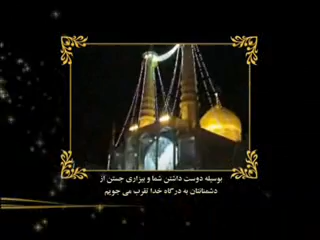 بوسیله دوست داشتن شما و بیزاری جستن از
دشمنانتان به درگاه خدا تقرب می جویم